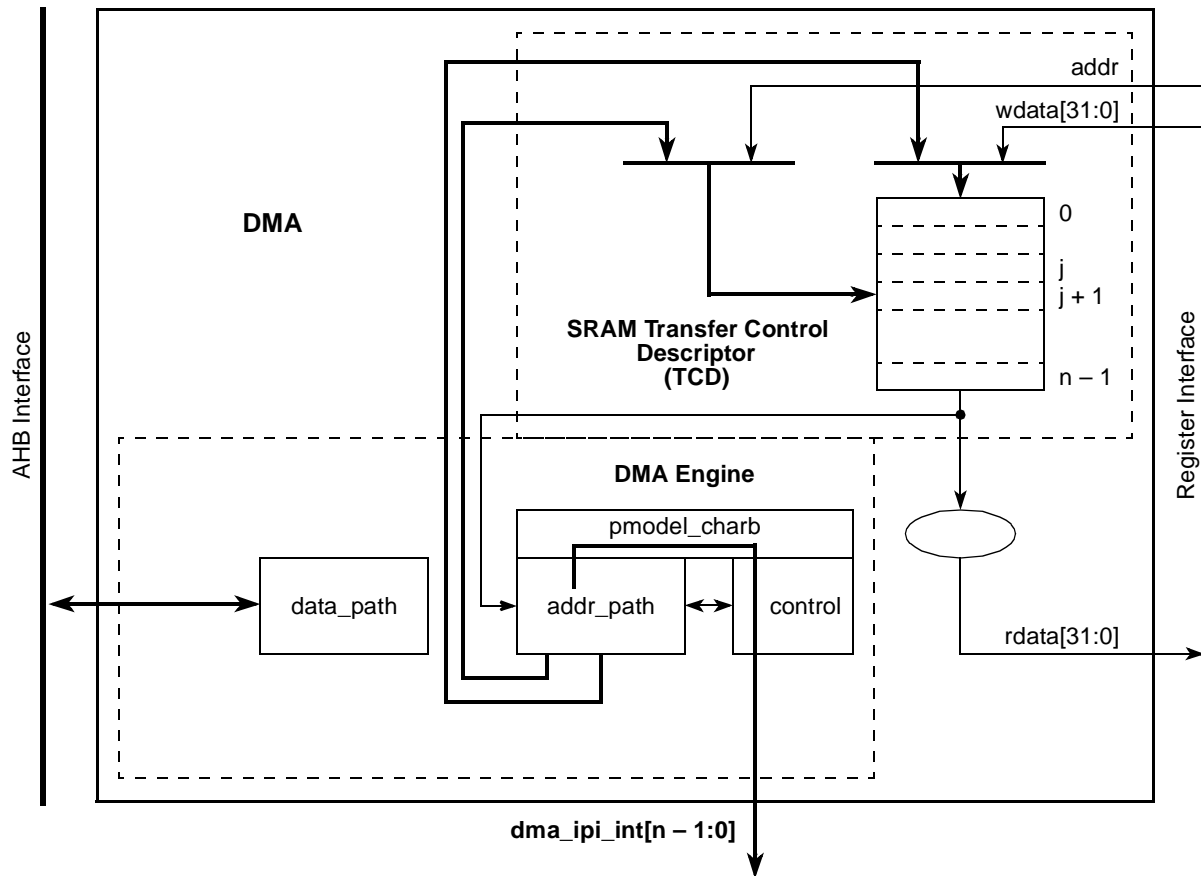 addr
wdata[31:0]
DMA
0
j
j + 1
n – 1
SRAM Transfer Control
Descriptor
(TCD)
AHB Interface
Register Interface
DMA Engine
pmodel_charb
data_path
addr_path
control
rdata[31:0]
dma_ipi_int[n – 1:0]